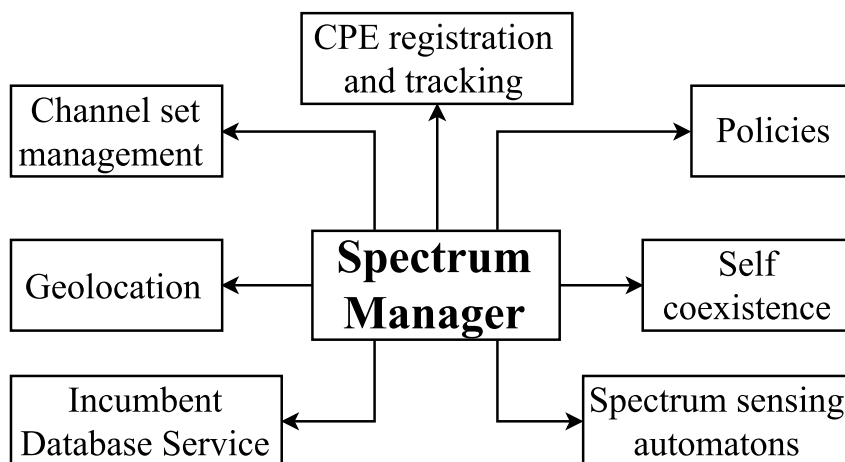 CPE registration
and tracking
Channel set
management
Policies
Spectrum
Manager
Geolocation
Self
coexistence
Incumbent
Database Service
Spectrum sensing
automatons